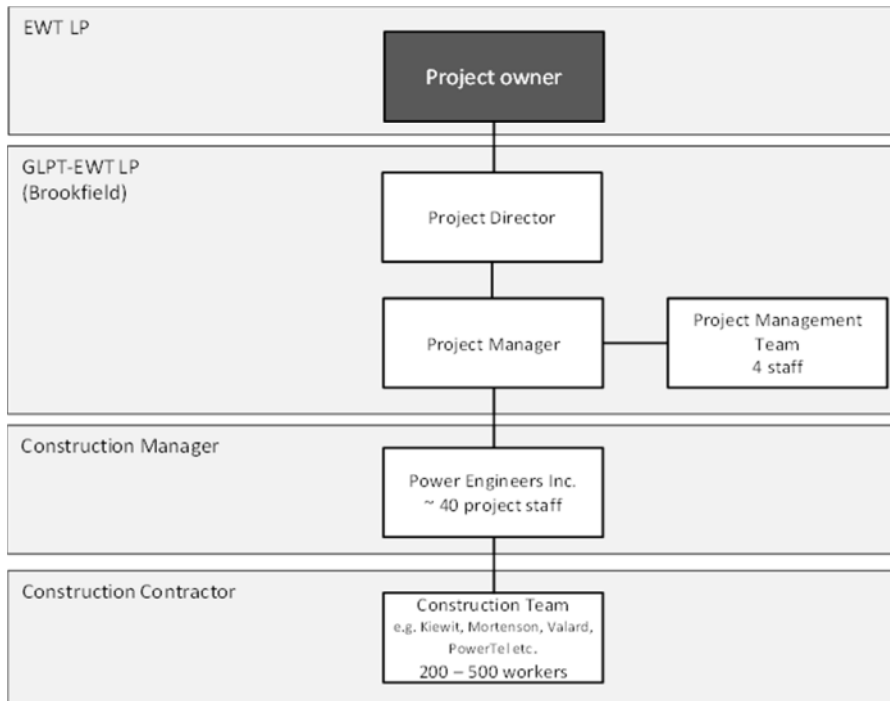 EWT LP
Project owner
GLPT-EWT LP
(Brookfield)
Project Director
Project Manager
Project Management
Team
4 staff
Construction Manager
Power Engineers Inc.
~ 40 project staff
Construction Contractor
Construction Team
e.g. Kiewit, Mortenson, Valard,
PowerTel etc.
200 – 500 workers